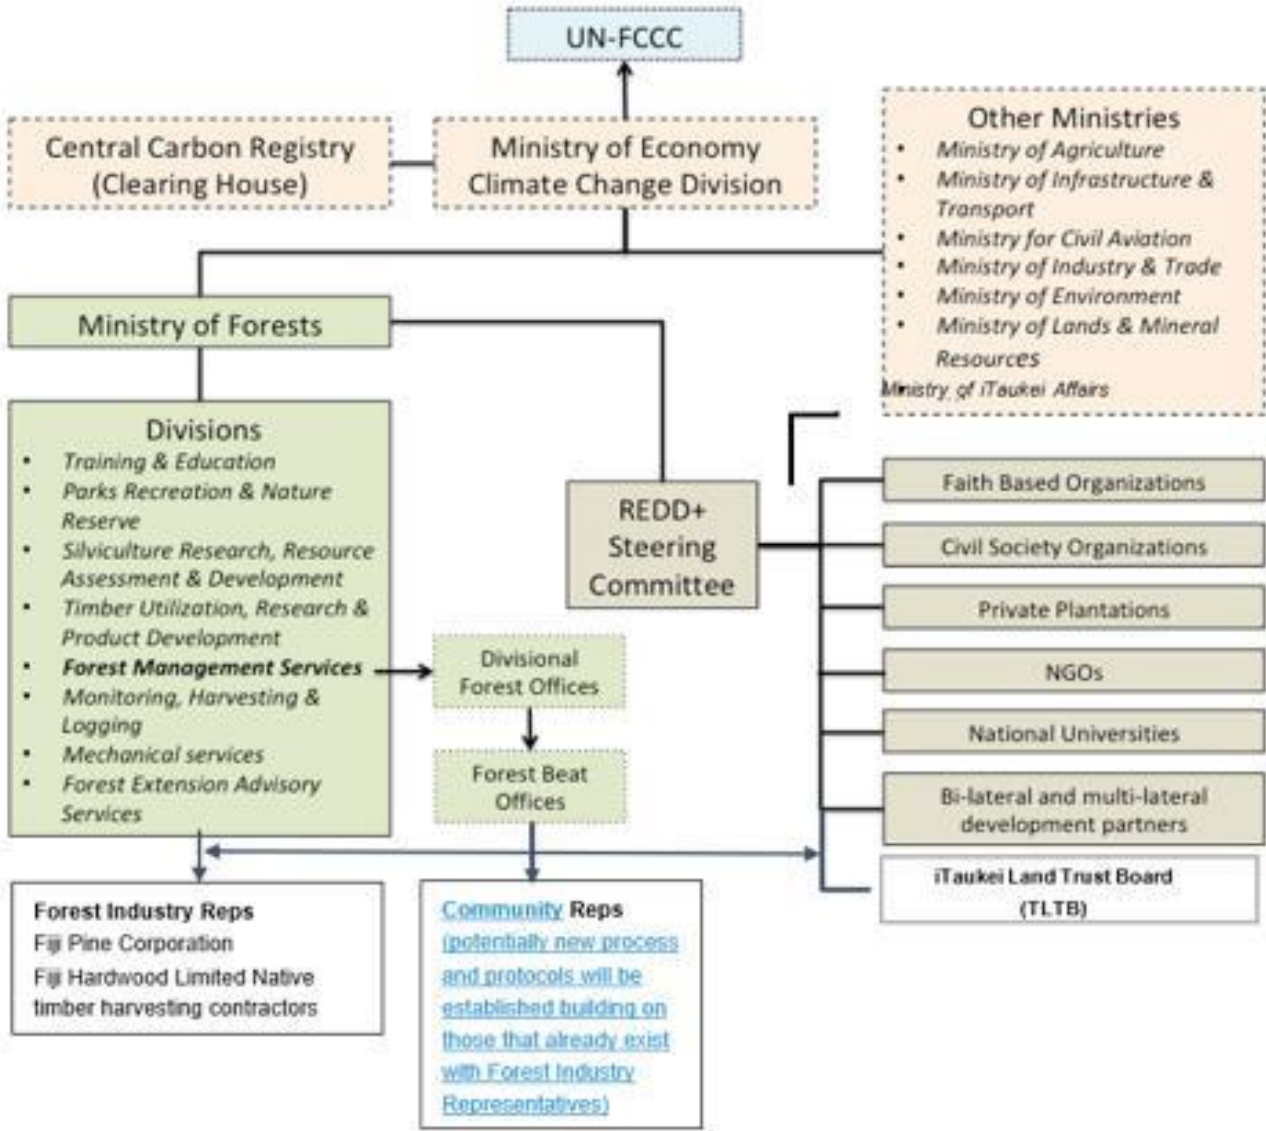 UN-FCCC
Central Carbon Registry
(Clearing House)
Ministry of Economy
Climate Change Division
Other Ministries
• Ministry of Agriculture
• Ministry of Infrastructure &
Transport
• Ministry for Civil Aviation
• Ministry of Industry & Trade
• Ministry of Environment
• Ministry of Lands & Mineral
Resources
Ministry of iTaukei Affairs
Ministry of Forests
Divisions
• Training & Education
• Parks Recreation & Nature
Reserve
• Silviculture Research, Resource
Assessment & Development
• Timber Utilization, Research &
Product Development
• Forest Management Services
• Monitoring, Harvesting &
Logging
• Mechanical services
• Forest Extension Advisory
Services
REDD+
Steering
Committee
Divisional
Forest Offices
Forest Beat
Offices
Faith Based Organizations
Civil Society Organizations
Private Plantations
NGOs
National Universities
Bi-lateral and multi-lateral
development partners
iTaukei Land Trust Board
(TLTB)
Forest Industry Reps
Fiji Pine Corporation
Fiji Hardwood Limited Native
timber harvesting contractors
Community Reps
(potentially new process
and protocols will be
established building on
those that already exist
with Forest Industry
Representatives)